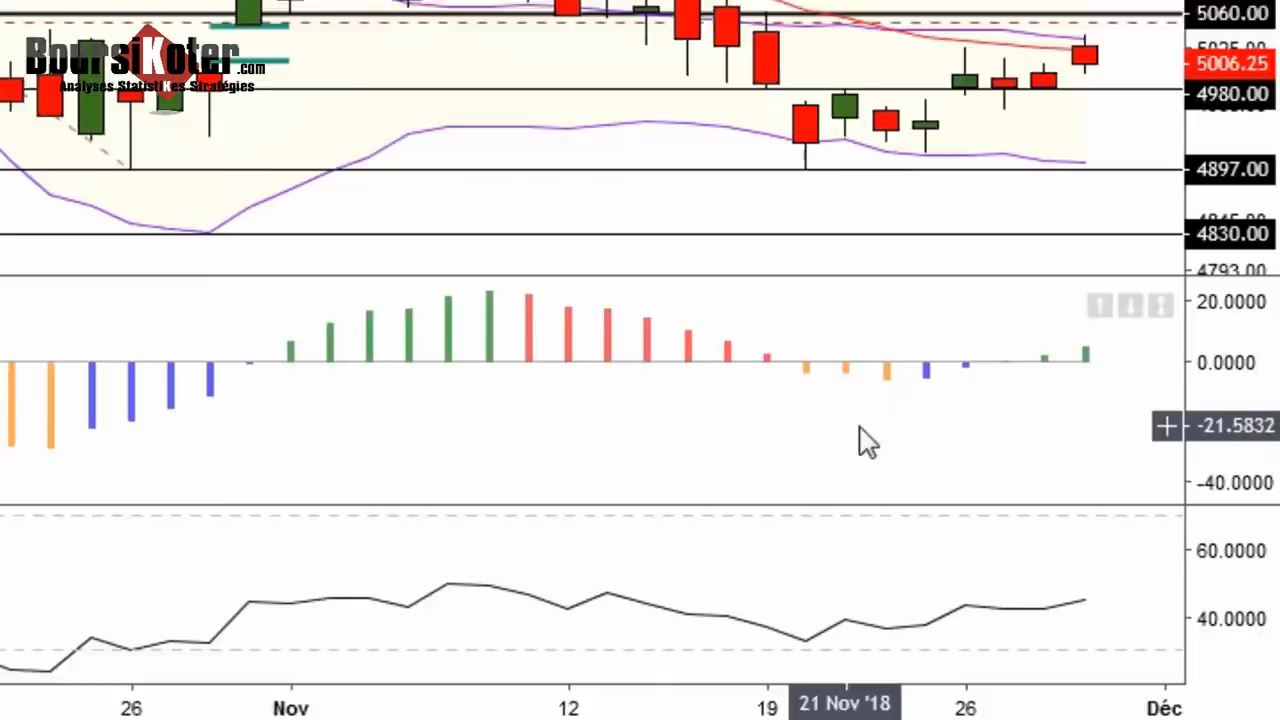 BoursiKoter
.com
Analyses StatistiKes Stratégies
5060.00
5006.25
4980.00
4897.00
4830.00
4793.00
20.0000
0.0000
-21.5832
-40.0000
60.0000
40.0000
26
Nov
12
19
21 Nov '18
26
Déc